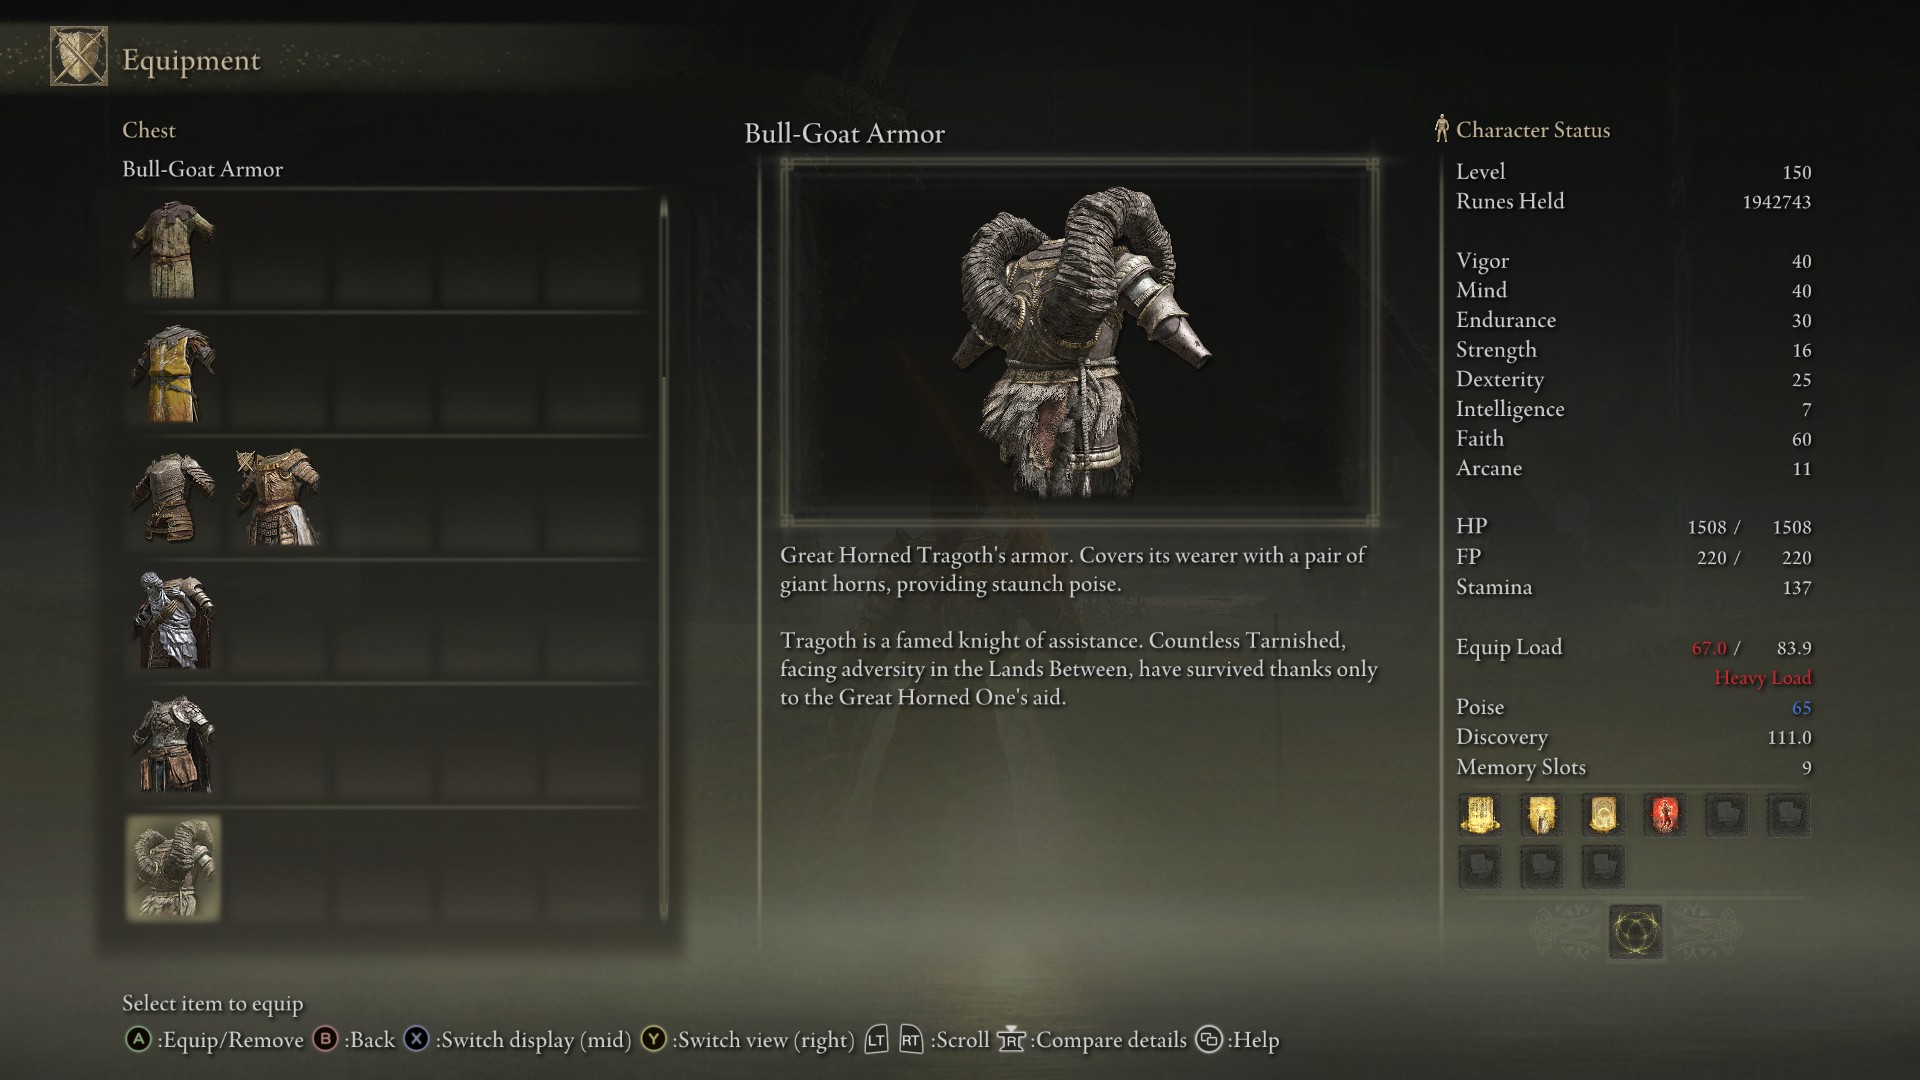 Equipment
Chest
Bull-Goat Armor
Bull-Goat Armor
Great Horned Tragoth's armor. Covers its wearer with a pair of
giant horns, providing staunch poise.
Tragoth is a famed knight of assistance. Countless Tarnished,
facing adversity in the Lands Between, have survived thanks only
to the Great Horned One's aid.
Character Status
Level 150
Runes Held 1942743
Vigor 40
Mind 40
Endurance 30
Strength 16
Dexterity 25
Intelligence 7
Faith 60
Arcane 11
HP 1508 / 1508
FP 220 / 220
Stamina 137
Equip Load 67.0 / 83.9
Heavy Load
Poise 65
Discovery 111.0
Memory Slots 9
Select item to equip
A :Equip/Remove B :Back X :Switch display (mid) Y :Switch view (right) LT RT :Scroll R :Compare details :Help